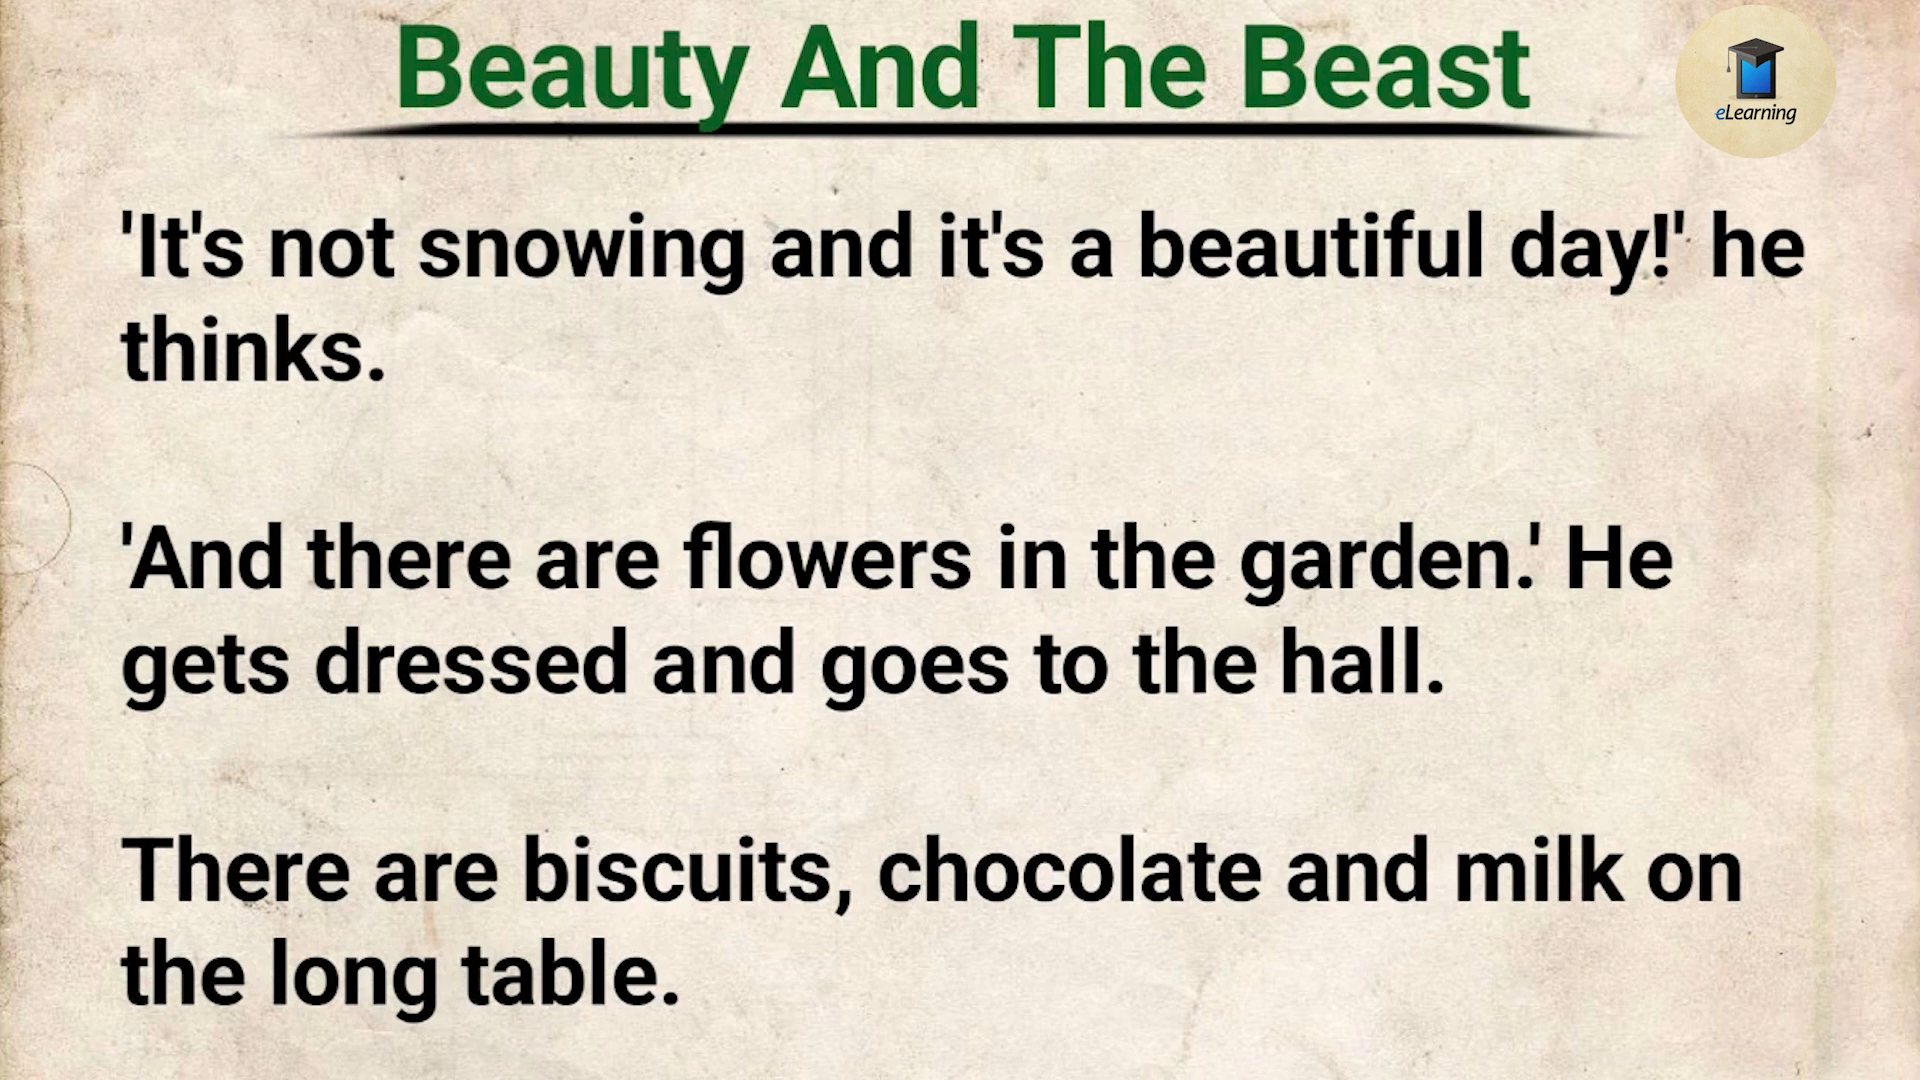 Beauty And The Beast
eLearning
'It's not snowing and it's a beautiful day!' he
thinks.
'And there are flowers in the garden.' He
gets dressed and goes to the hall.
There are biscuits, chocolate and milk on
the long table.